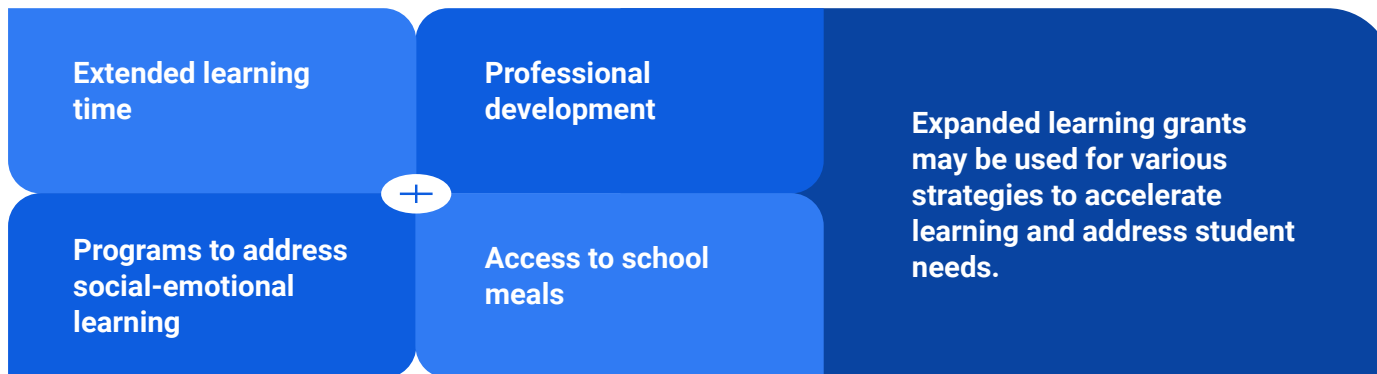 Extended learning
time
Professional
development
Programs to address
social-emotional
learning
Access to school
meals
Expanded learning grants
may be used for various
strategies to accelerate
learning and address student
needs.